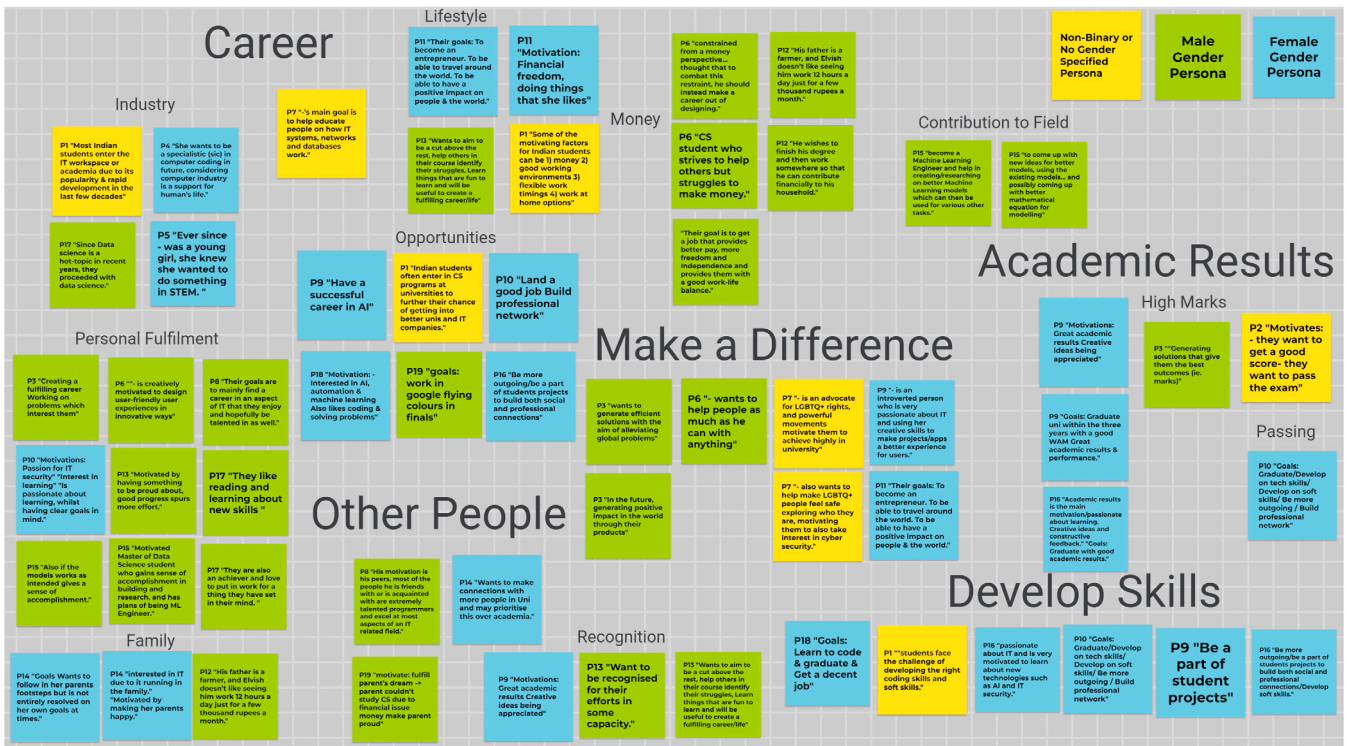 Career
Lifestyle
P11 "Their goals: To
become an
entrepreneur. To be
able to travel around
the world. To be
able to have a
positive impact on
people & the world."
P11
"Motivation:
Financial
freedom,
doing things
that she likes"
P13 "Wants to aim to
be a cut above the
rest, help others in
their course identify
their struggles, Learn
things that are fun to
learn and will be
useful to create a
fulfilling career/life"
P1 "Some of the
motivating factors
for Indian students
can be 1) money 2)
good working
environments 3)
flexible work
timings 4) work at
home options"
Industry
P7 "-'s main goal is
to help educate
people on how IT
systems, networks
and databases
work."
P1 "Most Indian
students enter the
IT workspace or
academia due to its
popularity & rapid
development in the
last few decades"
P4 "She wants to be
a specialistic (sic) in
computer coding in
future, considering
computer industry
is a support for
human's life."
P17 "Since Data
science is a
hot-topic in recent
years, they
proceeded with
data science."
P5 "Ever since
- was a young
girl, she knew
she wanted to
do something
in STEM. "
Money
P6 "constrained
from a money
perspective...
thought that to
combat this
restraint, he should
instead make a
career out of
designing."
P12 "His father is a
farmer, and Elvish
doesn't like seeing
him work 12 hours a
day just for a few
thousand rupees a
month."
P6 "CS
student who
strives to help
others but
struggles to
make money."
P12 "He wishes to
finish his degree
and then work
somewhere so that
he can contribute
financially to his
household."
"Their goal is to get
a job that provides
better pay, more
freedom and
independence and
provides them with
a good work-life
balance."
Non-Binary or
No Gender
Specified
Persona
Male
Gender
Persona
Female
Gender
Persona
Contribution to Field
P15 "become a
Machine Learning
Engineer and help in
creating/researching
on better Machine
Learning models
which can then be
used for various other
tasks."
P15 "to come up with
new ideas for better
models, using the
existing models... and
possibly coming up
with better
mathematical
equation for
modelling"
Opportunities
P9 "Have a
successful
career in AI"
P1 "Indian students
often enter in CS
programs at
universities to
further their chance
of getting into
better unis and IT
companies."
P10 "Land a
good job Build
professional
network"
P18 "Motivation: -
Interested in AI,
automation &
machine learning
Also likes coding &
solving problems"
P19 "goals:
work in
google flying
colours in
finals"
P16 "Be more
outgoing/be a part
of students projects
to build both social
and professional
connections"
Personal Fulfilment
P3 "Creating a
fulfilling career
Working on
problems which
interest them"
P6 ""- is creatively
motivated to design
user-friendly user
experiences in
innovative ways"
P8 "Their goals are
to mainly find a
career in an aspect
of IT that they enjoy
and hopefully be
talented in as well."
P10 "Motivations:
Passion for IT
security" "Interest in
learning" "Is
passionate about
learning, whilst
having clear goals in
mind."
P13 "Motivated by
having something
to be proud about,
good progress spurs
more effort."
P17 "They like
reading and
learning about
new skills "
P15 "Also if the
models works as
intended gives a
sense of
accomplishment."
P15 "Motivated
Master of Data
Science student
who gains sense of
accomplishment in
building and
research, and has
plans of being ML
Engineer."
P17 "They are also
an achiever and love
to put in work for a
thing they have set
in their mind. "
Make a Difference
P3 "wants to
generate efficient
solutions with the
aim of alleviating
global problems"
P6 "- wants to
help people as
much as he
can with
anything"
P7 "- is an advocate
for LGBTQ+ rights,
and powerful
movements
motivate them to
achieve highly in
university"
P9 "- is an
introverted person
who is very
passionate about IT
and using her
creative skills to
make projects/apps
a better experience
for users."
P3 "In the future,
generating positive
impact in the world
through their
products"
P7 "- also wants to
help make LGBTQ+
people feel safe
exploring who they
are, motivating
them to also take
interest in cyber
security."
P11 "Their goals: To
become an
entrepreneur. To be
able to travel around
the world. To be
able to have a
positive impact on
people & the world."
Academic Results
High Marks
P9 "Motivations:
Great academic
results Creative
ideas being
appreciated"
P3 ""Generating
solutions that give
them the best
outcomes (ie.
marks)"
P2 "Motivates:
- they want to
get a good
score- they
want to pass
the exam"
P9 "Goals: Graduate
uni within the three
years with a good
WAM Great
academic results &
performance."
P16 "Academic results
is the main
motivation/passionate
about learning.
Creative ideas and
constructive
feedback." "Goals:
Graduate with good
academic results."
Passing
P10 "Goals:
Graduate/Develop
on tech skills/
Develop on soft
skills/ Be more
outgoing / Build
professional
network"
Other People
P8 "His motivation is
his peers, most of the
people he is friends
with or is acquainted
with are extremely
talented programmers
and excel at most
aspects of an IT
related field."
P14 "Wants to make
connections with
more people in Uni
and may prioritise
this over academia."
P19 "motivate: fulfill
parent's dream ->
parent couldn't
study CS due to
financial issue
money make parent
proud"
Recognition
P9 "Motivations:
Great academic
results Creative
ideas being
appreciated"
P13 "Want to
be recognised
for their
efforts in
some
capacity."
P13 "Wants to aim to
be a cut above the
rest, help others in
their course identify
their struggles, Learn
things that are fun to
learn and will be
useful to create a
fulfilling career/life"
Family
P14 "Goals Wants to
follow in her parents
footsteps but is not
entirely resolved on
her own goals at
times."
P14 "interested in IT
due to it running in
the family."
"Motivated by
making her parents
happy."
P12 "His father is a
farmer, and Elvish
doesn't like seeing
him work 12 hours a
day just for a few
thousand rupees a
month."
Develop Skills
P18 "Goals:
Learn to code
& graduate &
Get a decent
job"
P1 ""students face
the challenge of
developing the right
coding skills and
soft skills."
P16 "passionate
about IT and is very
motivated to learn
about new
technologies such
as AI and IT
security."
P10 "Goals:
Graduate/Develop
on tech skills/
Develop on soft
skills/ Be more
outgoing / Build
professional
network"
P9 "Be a
part of
student
projects"
P16 "Be more
outgoing/be a part of
students projects to
build both social and
professional
connections/Develop
soft skills."